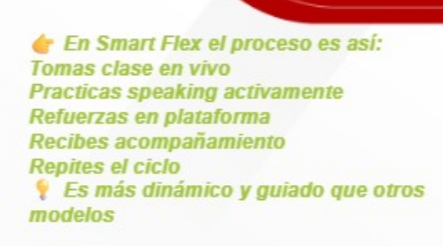 👉 En Smart Flex el proceso es así:
Tomas clase en vivo
Practicas speaking activamente
Refuerzas en plataforma
Recibes acompañamiento
Repites el ciclo
💡 Es más dinámico y guiado que otros
modelos